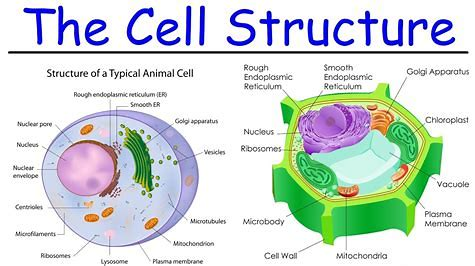 The Cell Structure
Structure of a Typical Animal Cell
Rough endoplasmic reticulum (ER)
Smooth ER
Nuclear pore
Golgi apparatus
Nucleus
Vesicles
Nuclear
envelope
Centrioles
Microtubules
Microfilaments
Mitochondrion
Ribosomes
Lysosome
Plasma membrane
Rough
Endoplasmic
Reticulum
Smooth
Endoplasmic
Reticulum
Golgi Apparatus
Chloroplast
Nucleus
Ribosomes
Vacuole
Plasma
Membrane
Microbody
Cell Wall
Mitochondria